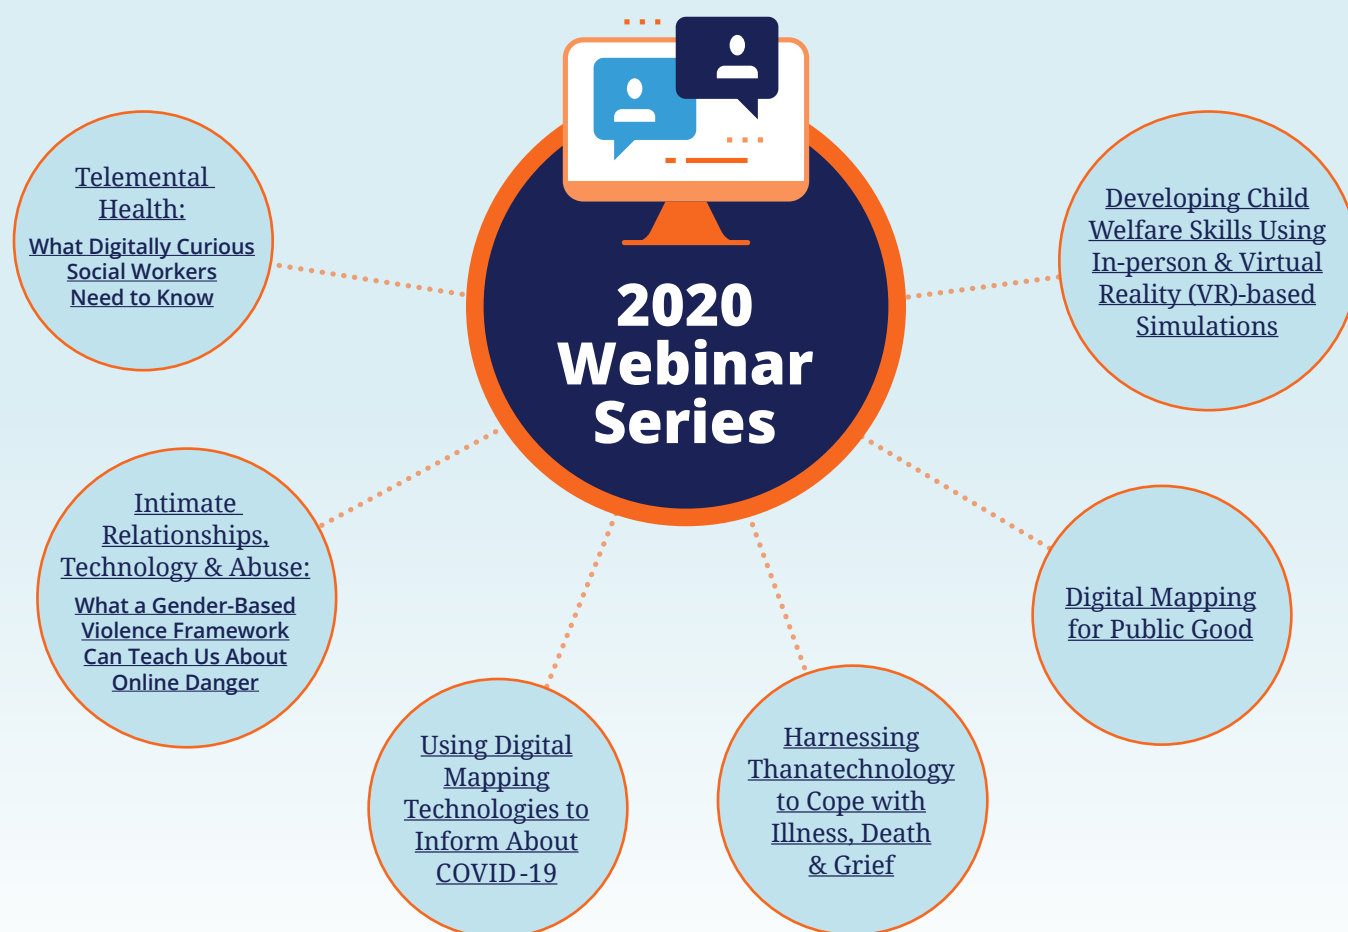 2020
Webinar
Series
Telemental
Health:
What Digitally Curious
Social Workers
Need to Know
Intimate
Relationships,
Technology & Abuse:
What a Gender-Based
Violence Framework
Can Teach Us About
Online Danger
Using Digital
Mapping
Technologies to
Inform About
COVID-19
Harnessing
Thanatechnology
to Cope with
Illness, Death
& Grief
Digital Mapping
for Public Good
Developing Child
Welfare Skills Using
In-person & Virtual
Reality (VR)-based
Simulations